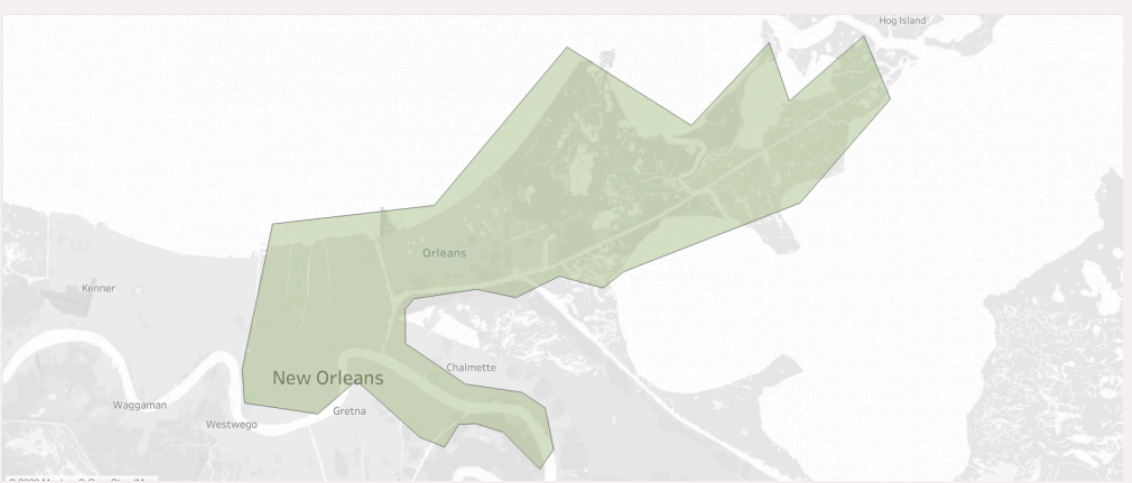 Hog Island
Orleans
Kenner
Chalmette
New Orleans
Waggaman
Gretna
Westwego